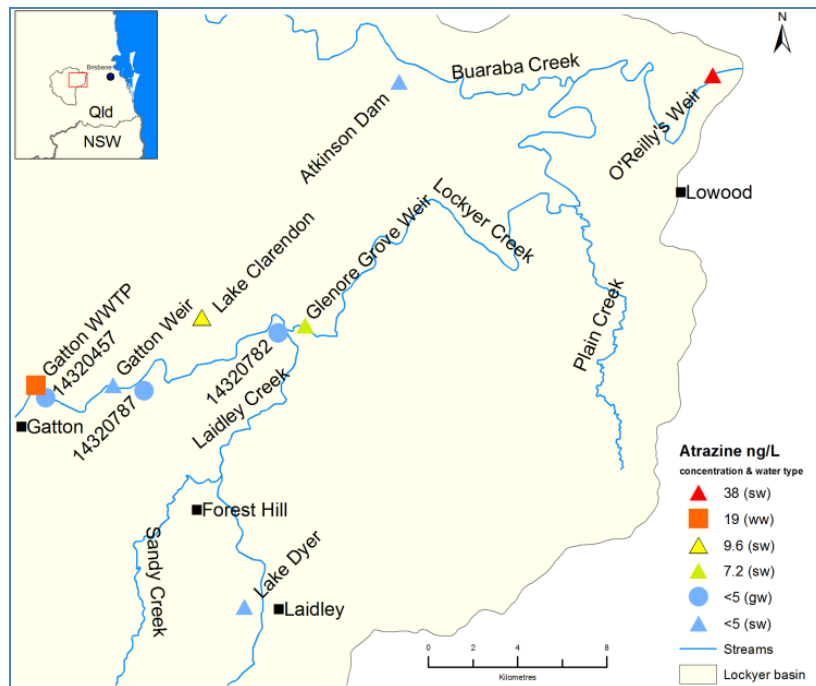 N
Brisbane
Qld
NSW
Buaraba Creek
Atkinson Dam
O'Reilly's Weir
Lowood
Lockyer Creek
Glenore Grove Weir
Lake Clarendon
Plain Creek
Gatton WWTP
14320457
Gatton Weir
14320787
14320782
Laidley Creek
Gatton
Forest Hill
Sandy Creek
Lake Dyer
Laidley
Atrazine ng/L
concentration & water type
38 (sw)
19 (ww)
9.6 (sw)
7.2 (sw)
<5 (gw)
<5 (sw)
Streams
Lockyer basin
0 2 4 6 8
Kilometres